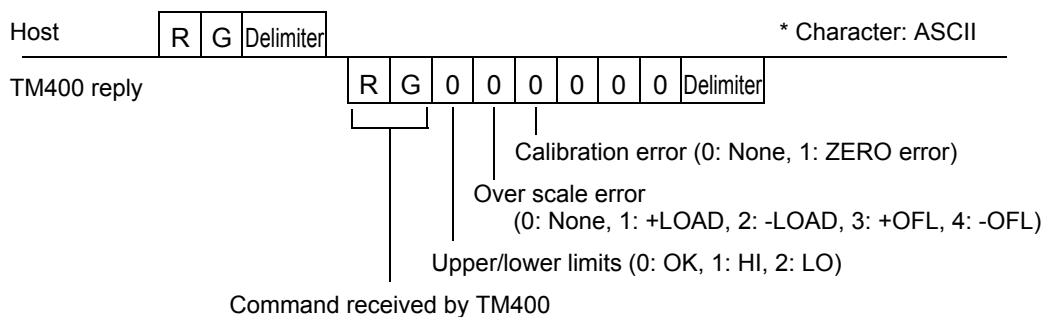 Host R G Delimiter * Character: ASCII
TM400 reply R G 0 0 0 0 0 0 Delimiter
Calibration error (0: None, 1: ZERO error)
Over scale error
(0: None, 1: +LOAD, 2: -LOAD, 3: +OFL, 4: -OFL)
Upper/lower limits (0: OK, 1: HI, 2: LO)
Command received by TM400